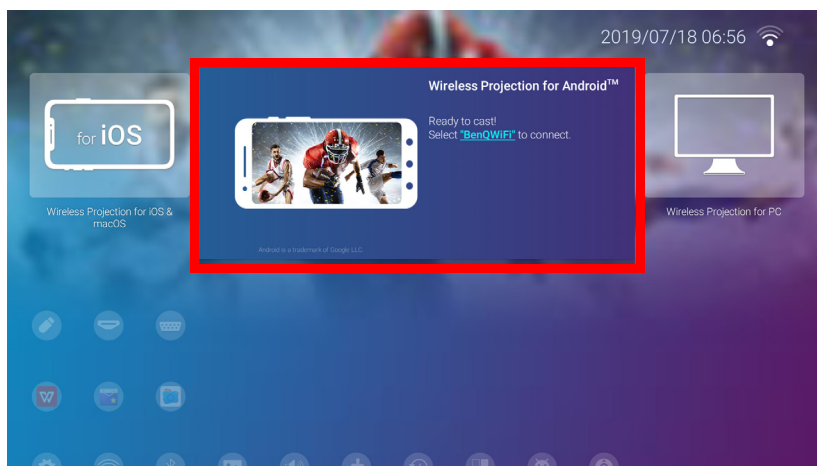 2019/07/18 06:56
for iOS
Wireless Projection for iOS &
macOS
Wireless Projection for Android™
Ready to cast!
Select "BenQWiFi" to connect.
Android is a trademark of Google LLC.
Wireless Projection for PC